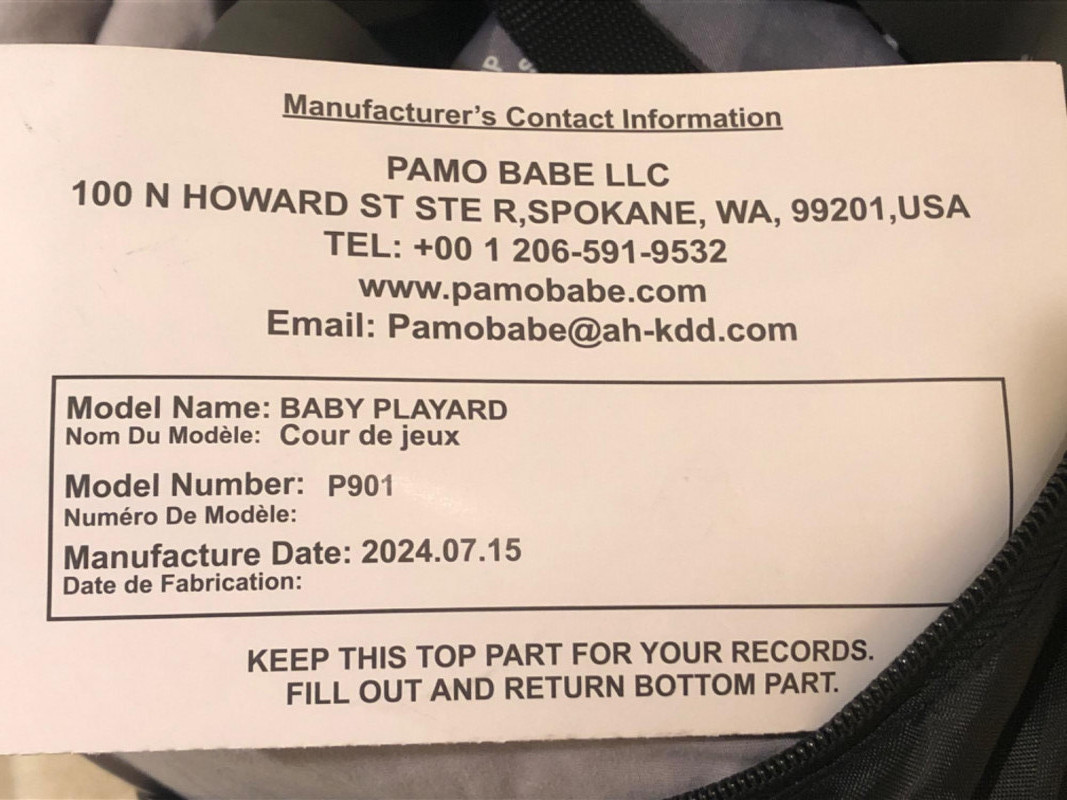 Manufacturer's Contact Information
PAMO BABE LLC
100 N HOWARD ST STE R,SPOKANE, WA, 99201,USA
TEL: +00 1 206-591-9532
www.pamobabe.com
Email: Pamobabe@ah-kdd.com
Model Name: BABY PLAYARD
Nom Du Modèle: Cour de jeux
Model Number: P901
Numéro De Modèle:
Manufacture Date: 2024.07.15
Date de Fabrication:
KEEP THIS TOP PART FOR YOUR RECORDS.
FILL OUT AND RETURN BOTTOM PART.